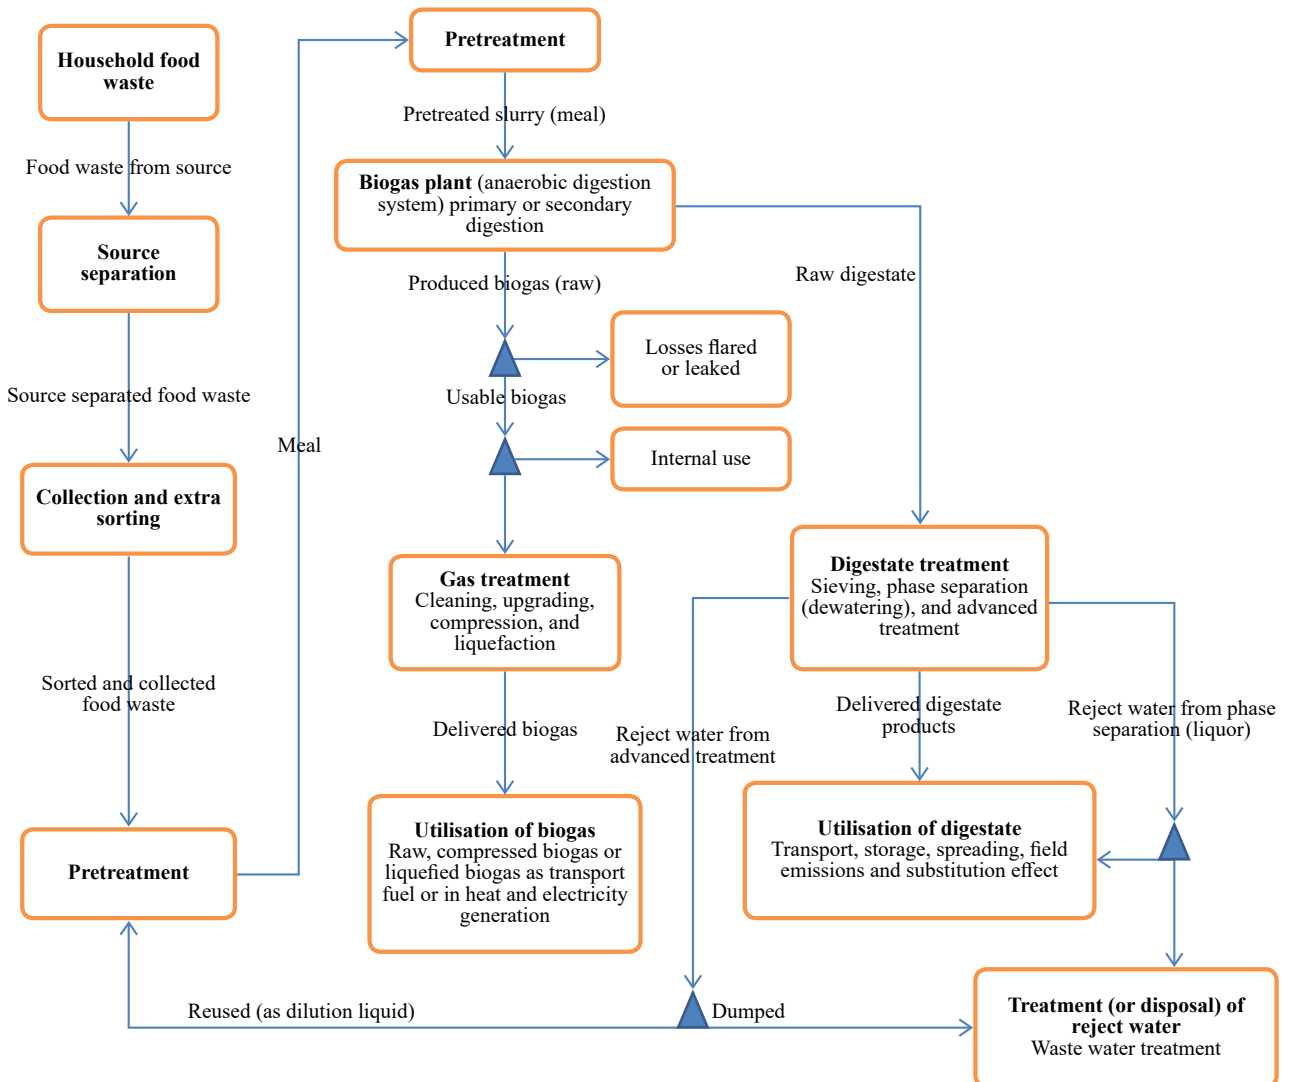 Household food
waste
Food waste from source
Source
separation
Source separated food waste
Collection and extra
sorting
Sorted and collected
food waste
Pretreatment
Meal
Pretreatment
Pretreated slurry (meal)
Biogas plant (anaerobic digestion
system) primary or secondary
digestion
Produced biogas (raw)
Losses flared
or leaked
Usable biogas
Internal use
Gas treatment
Cleaning, upgrading,
compression, and
liquefaction
Delivered biogas
Utilisation of biogas
Raw, compressed biogas or
liquefied biogas as transport
fuel or in heat and electricity
generation
Raw digestate
Digestate treatment
Sieving, phase separation
(dewatering), and advanced
treatment
Reject water from
advanced treatment
Delivered digestate
products
Reject water from phase
separation (liquor)
Utilisation of digestate
Transport, storage, spreading, field
emissions and substitution effect
Reused (as dilution liquid)
Dumped
Treatment (or disposal) of
reject water
Waste water treatment